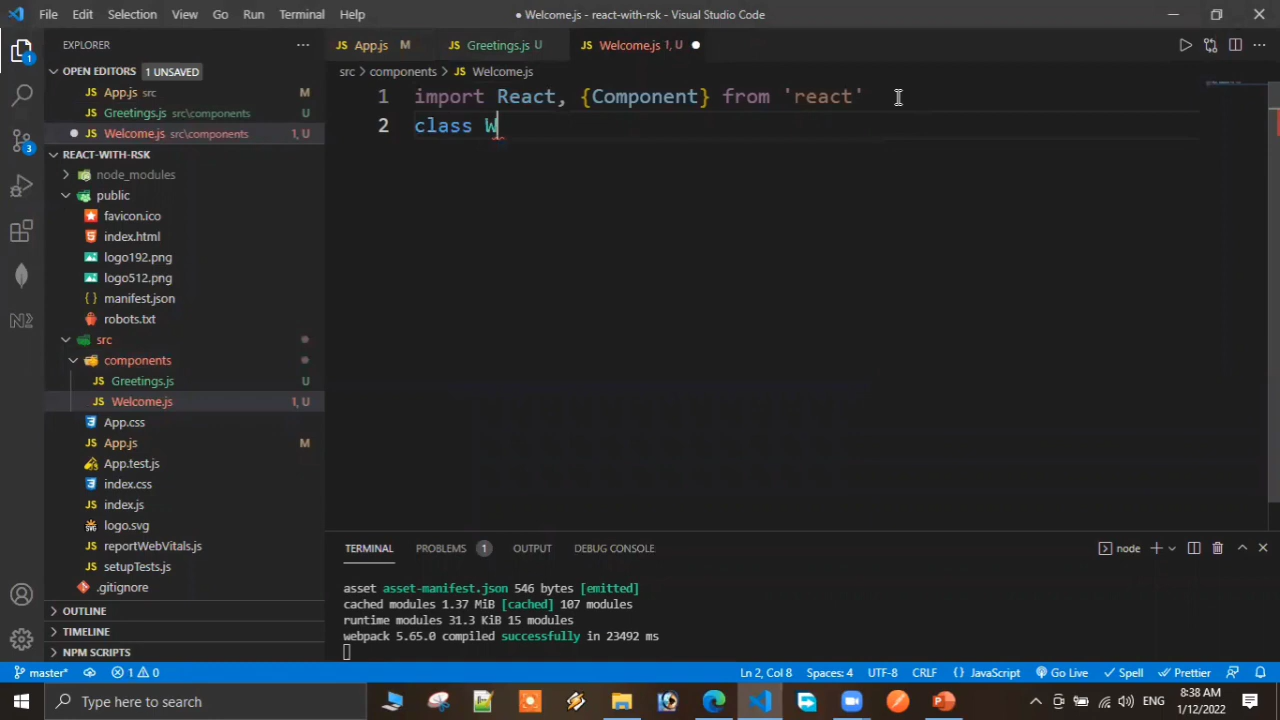 File Edit Selection View Go Run Terminal Help
● Welcome.js - react-with-rsk - Visual Studio Code
EXPLORER
OPEN EDITORS 1 UNSAVED
JS App.js src M
JS Greetings.js src\components U
● JS Welcome.js src\components 1, U
REACT-WITH-RSK
node_modules
public
favicon.ico
index.html
logo192.png
logo512.png
{ } manifest.json
robots.txt
src
components
JS Greetings.js U
JS Welcome.js 1, U
App.css
JS App.js M
App.test.js
index.css
JS index.js
logo.svg
JS reportWebVitals.js
JS setupTests.js
.gitignore
OUTLINE
TIMELINE
NPM SCRIPTS
1
3
N2
JS App.js M JS Greetings.js U JS Welcome.js 1, U ●
src > components > JS Welcome.js
1 import React, {Component} from 'react'
2 class W
TERMINAL PROBLEMS 1 OUTPUT DEBUG CONSOLE
node
asset asset-manifest.json 546 bytes [emitted]
cached modules 1.37 MiB [cached] 107 modules
runtime modules 31.3 KiB 15 modules
webpack 5.65.0 compiled successfully in 23492 ms
master* 1 0 Ln 2, Col 8 Spaces: 4 UTF-8 CRLF { } JavaScript Go Live Spell Prettier
Type here to search
ENG
8:38 AM
1/12/2022